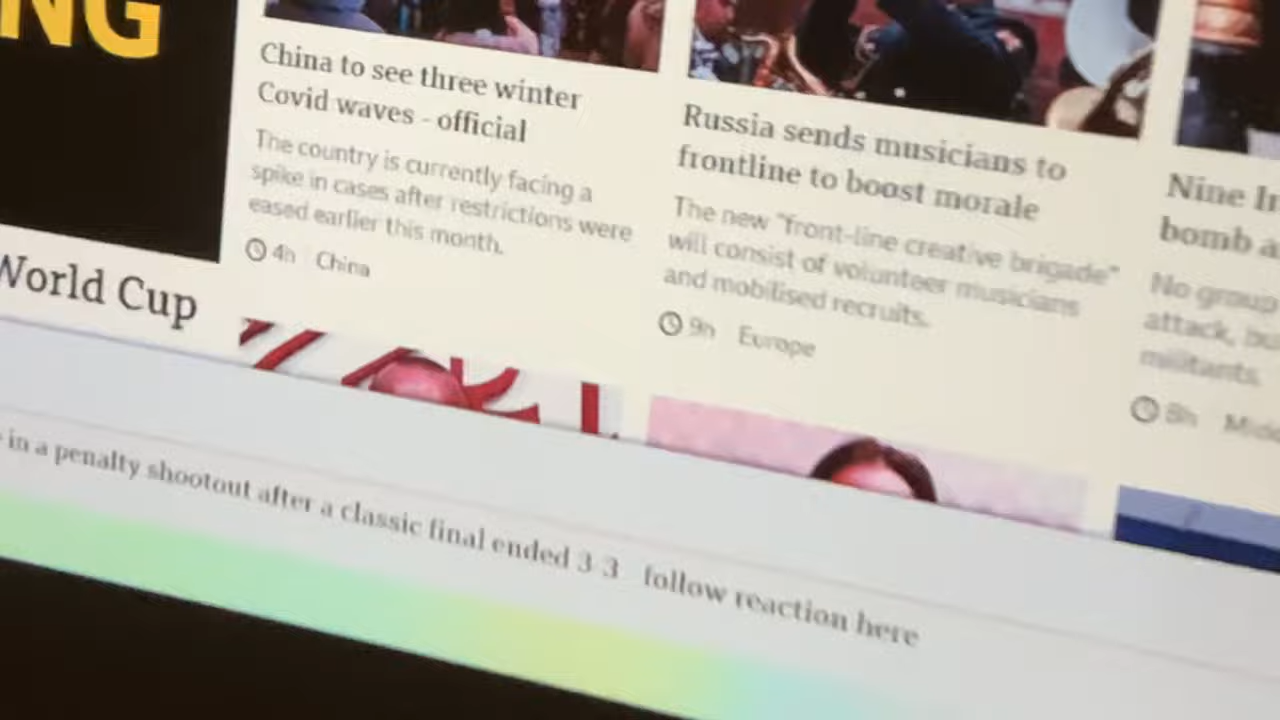 NG
China to see three winter
Covid waves - official
The country is currently facing a
spike in cases after restrictions were
eased earlier this month.
4h China
World Cup
Russia sends musicians to
frontline to boost morale
The new "front-line creative brigade"
will consist of volunteer musicians
and mobilised recruits.
9h Europe
Nine
bomb
No group
attack,
militants.
8h
in a penalty shootout after a classic final ended 3-3 follow reaction here